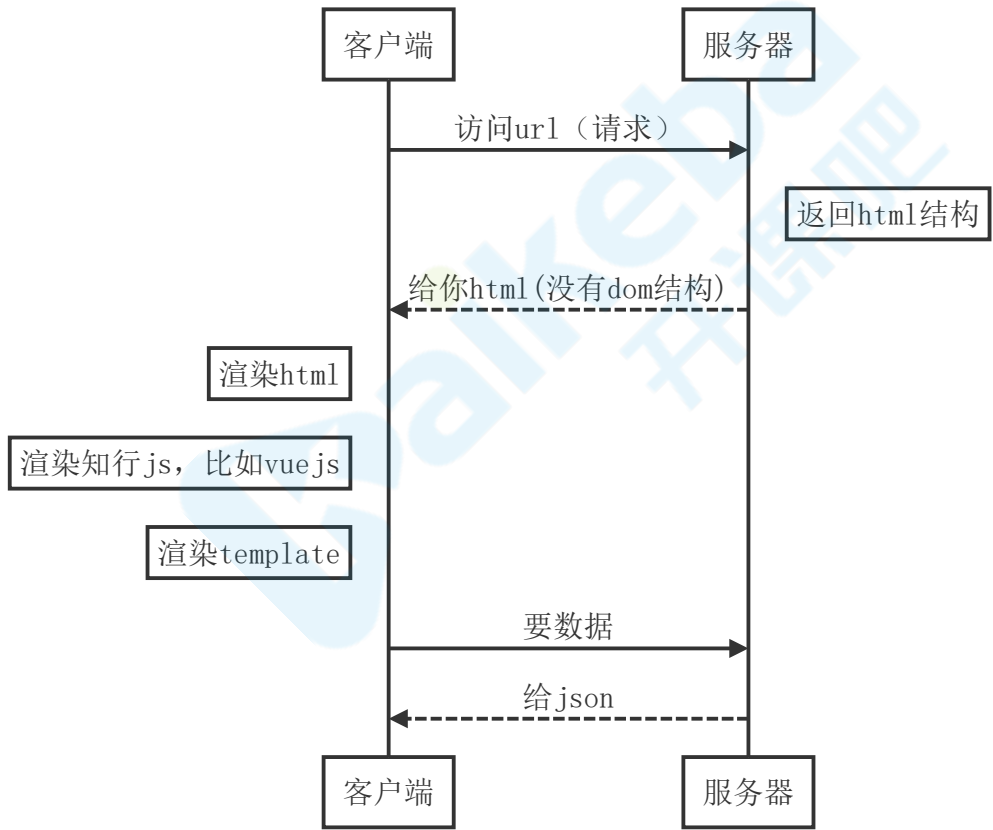 客户端
服务器
访问url（请求）
返回html结构
给你html(没有dom结构)
渲染html
渲染知行js，比如vuejs
渲染template
要数据
给json
客户端
服务器
kaikeba
开课吧